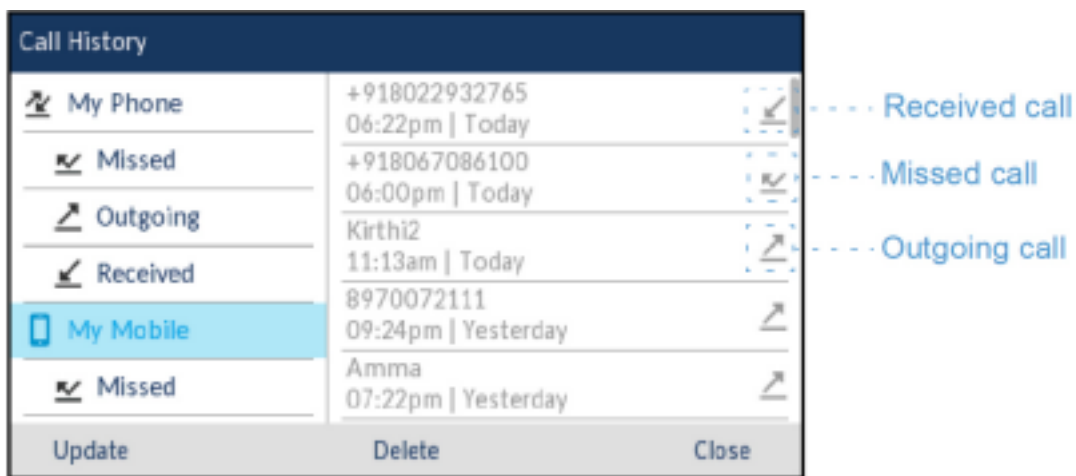 Call History
My Phone
Missed
Outgoing
Received
My Mobile
Missed
+918022932765
06:22pm | Today
+918067086100
06:00pm | Today
Kirthi2
11:13am | Today
8970072111
09:24pm | Yesterday
Amma
07:22pm | Yesterday
Received call
Missed call
Outgoing call
Update
Delete
Close